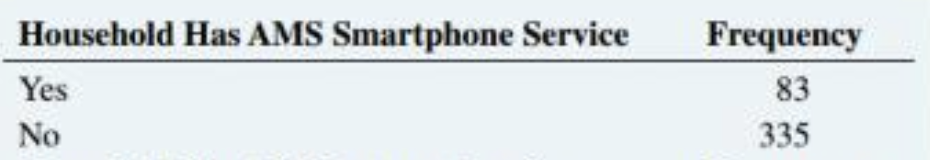 Household Has AMS Smartphone Service Frequency
Yes 83
No 335